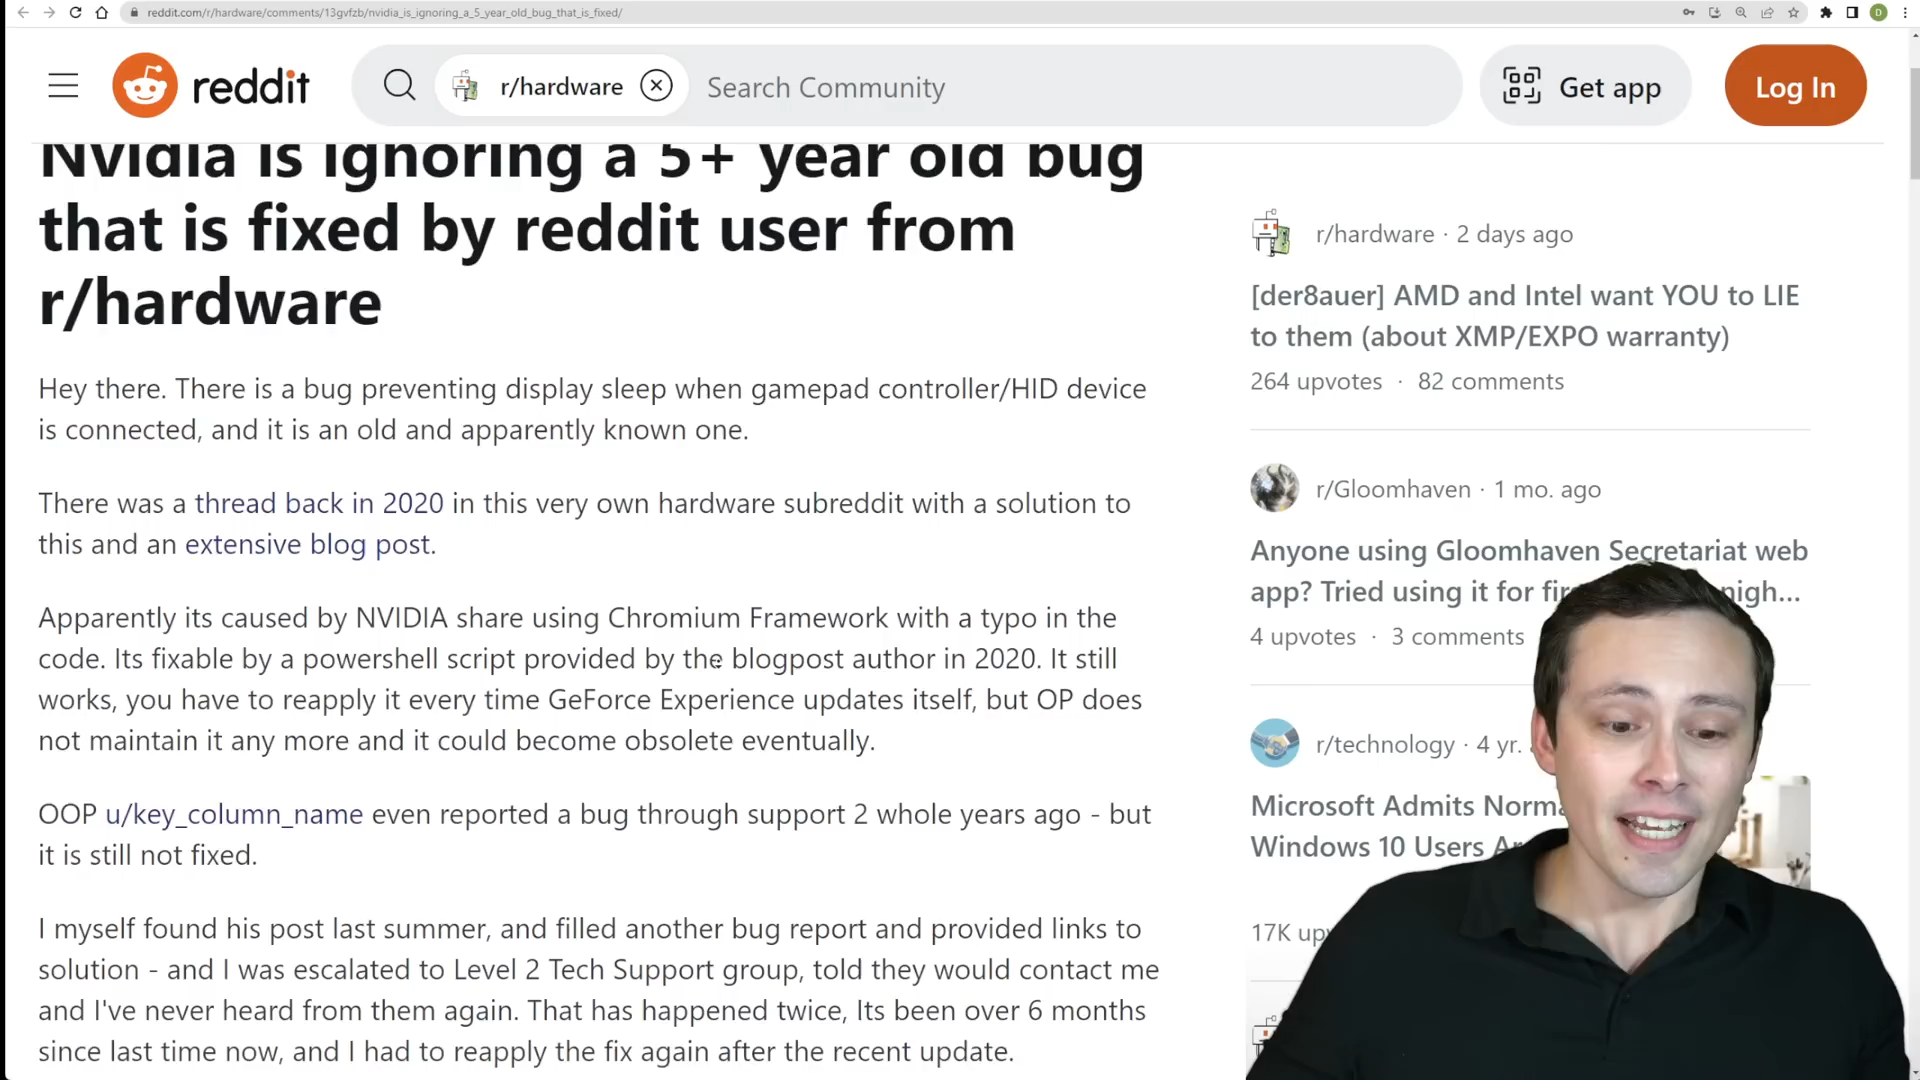 reddit.com/r/hardware/comments/13gvfzb/nvidia_is_ignoring_a_5_year_old_bug_that_is_fixed/
D
reddit
r/hardware
Search Community
Get app
Log In
Nvidia is ignoring a 5+ year old bug
that is fixed by reddit user from
r/hardware
Hey there. There is a bug preventing display sleep when gamepad controller/HID device
is connected, and it is an old and apparently known one.
There was a thread back in 2020 in this very own hardware subreddit with a solution to
this and an extensive blog post.
Apparently its caused by NVIDIA share using Chromium Framework with a typo in the
code. Its fixable by a powershell script provided by the blogpost author in 2020. It still
works, you have to reapply it every time GeForce Experience updates itself, but OP does
not maintain it any more and it could become obsolete eventually.
OOP u/key_column_name even reported a bug through support 2 whole years ago - but
it is still not fixed.
I myself found his post last summer, and filled another bug report and provided links to
solution - and I was escalated to Level 2 Tech Support group, told they would contact me
and I've never heard from them again. That has happened twice, Its been over 6 months
since last time now, and I had to reapply the fix again after the recent update.
r/hardware · 2 days ago
[der8auer] AMD and Intel want YOU to LIE
to them (about XMP/EXPO warranty)
264 upvotes · 82 comments
r/Gloomhaven · 1 mo. ago
Anyone using Gloomhaven Secretariat web
app? Tried using it for
4 upvotes · 3 comments
r/technology · 4 yr.
Microsoft Admits
Windows 10 Users
17K